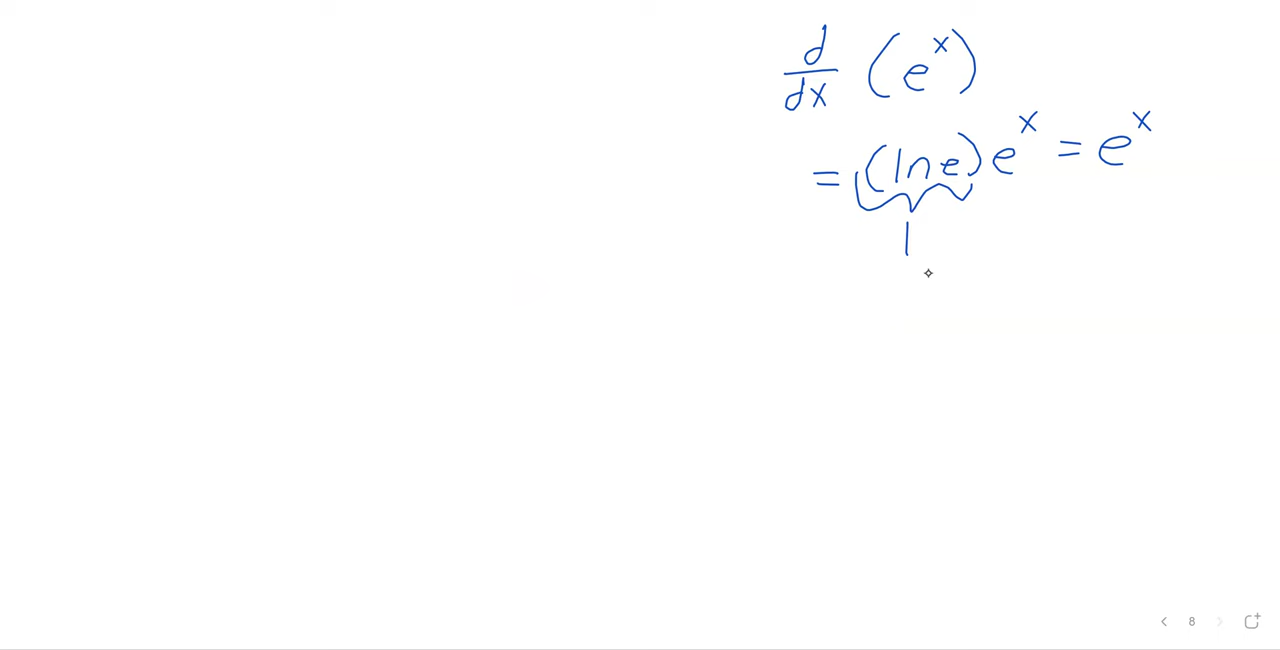 d/dx (e^x)
= (ln e) e^x = e^x
1
8